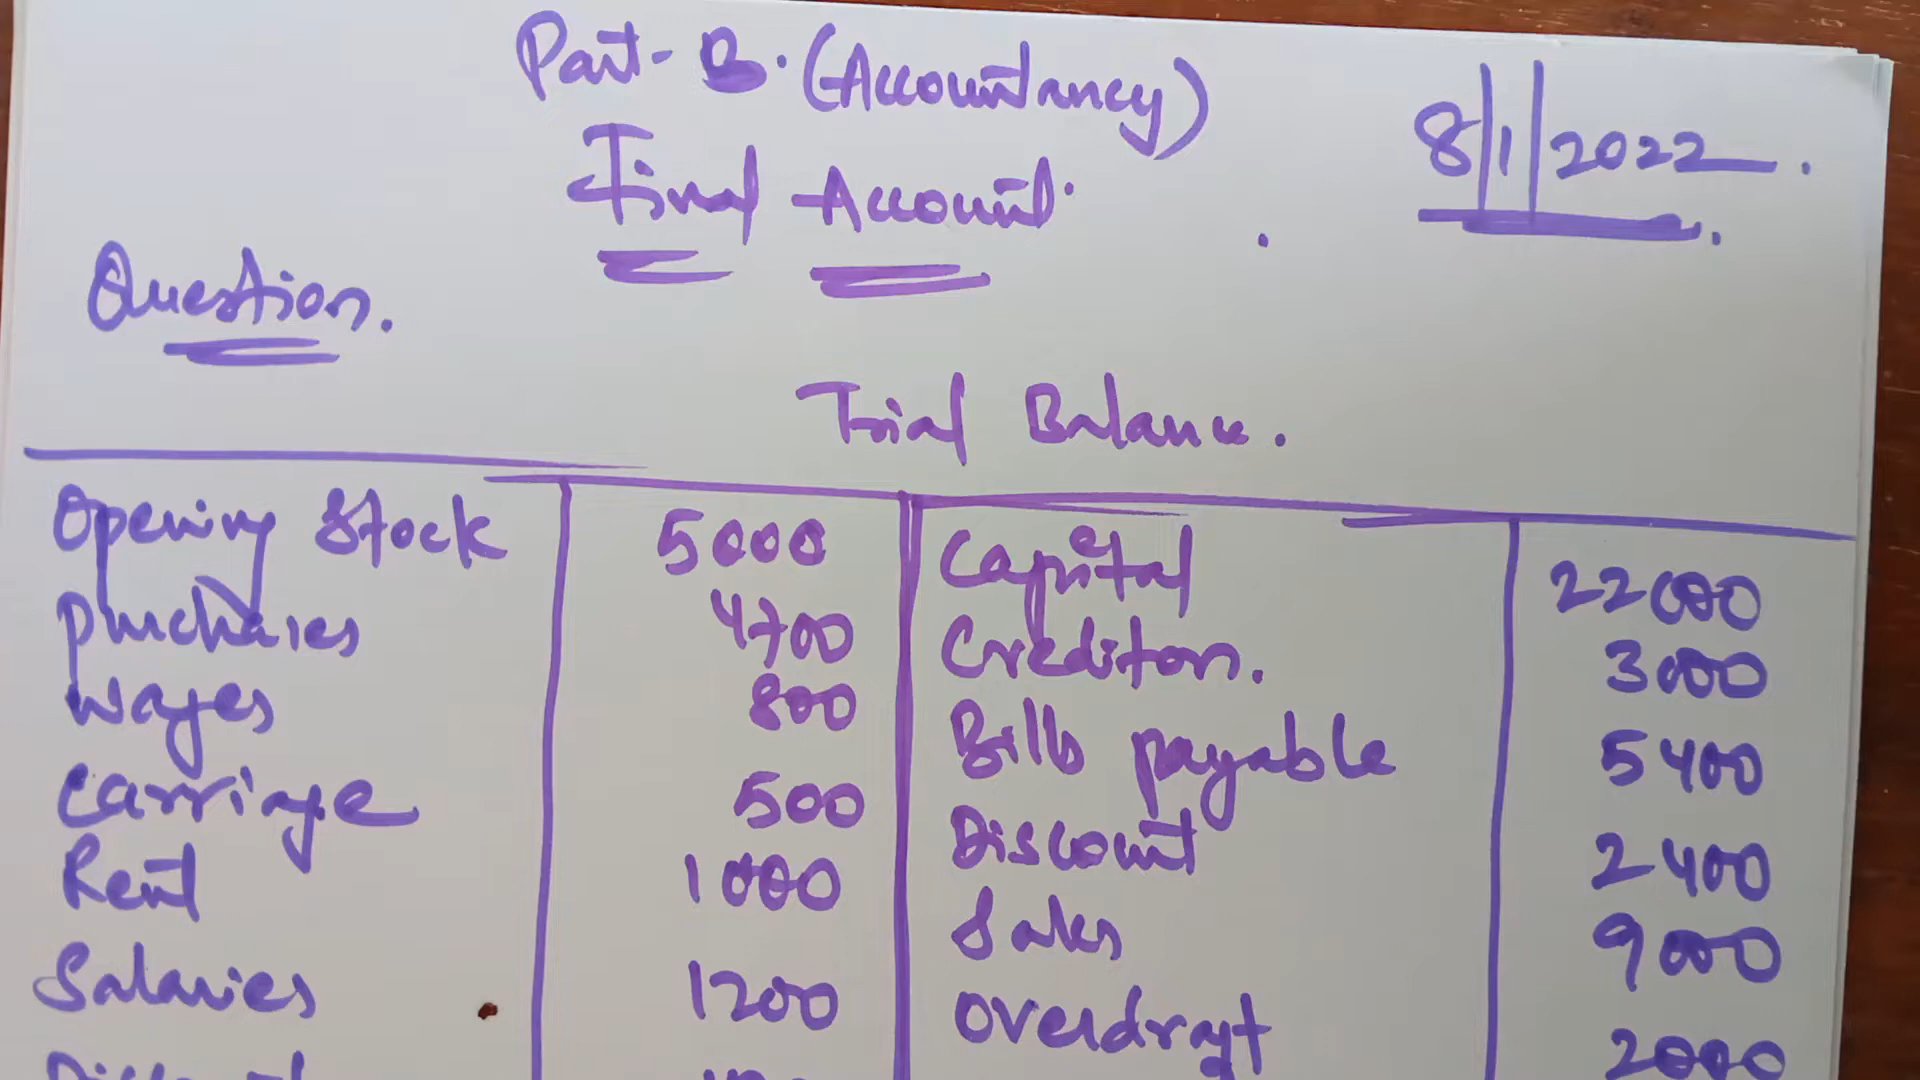 Part-B. (Accountancy)
8/1/2022.
Final Account.
Question.
Trial Balance.
Opening Stock 5000 Capital 22000
Purchases 4700 Creditors. 3000
Wages 800 Bills payable 5400
Carriage 500 Discount 2400
Rent 1000 Sales 9000
Salaries 1200 Overdraft 2000